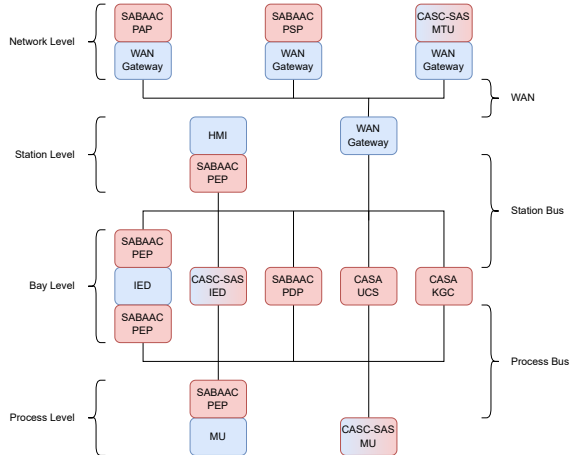 SABAAC
PAP
WAN
Gateway
SABAAC
PSP
WAN
Gateway
CASC-SAS
MTU
WAN
Gateway
Network Level
WAN
HMI
SABAAC
PEP
WAN
Gateway
Station Level
Station Bus
SABAAC
PEP
IED
SABAAC
PEP
CASC-SAS
IED
SABAAC
PDP
CASA
UCS
CASA
KGC
Bay Level
Process Bus
SABAAC
PEP
MU
CASC-SAS
MU
Process Level